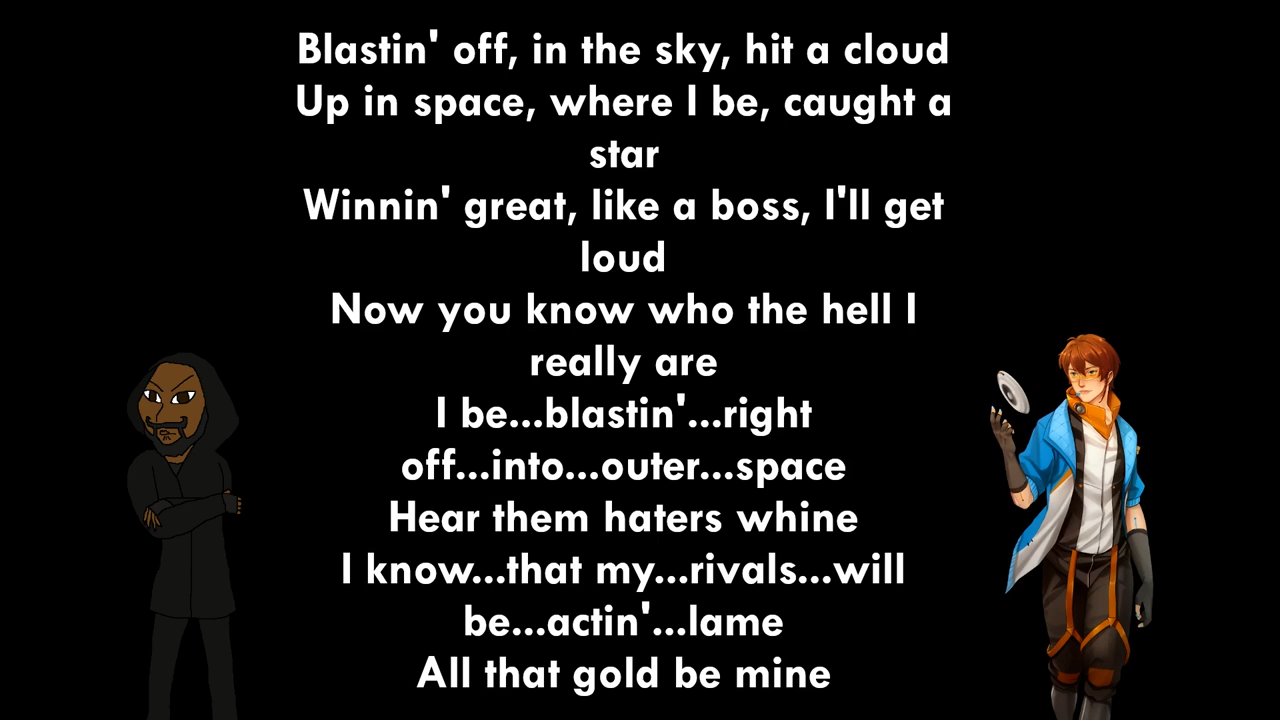 Blastin' off, in the sky, hit a cloud
Up in space, where I be, caught a
star
Winnin' great, like a boss, I'll get
loud
Now you know who the hell I
really are
I be...blastin'...right
off...into...outer...space
Hear them haters whine
I know...that my...rivals...will
be...actin'...lame
All that gold be mine